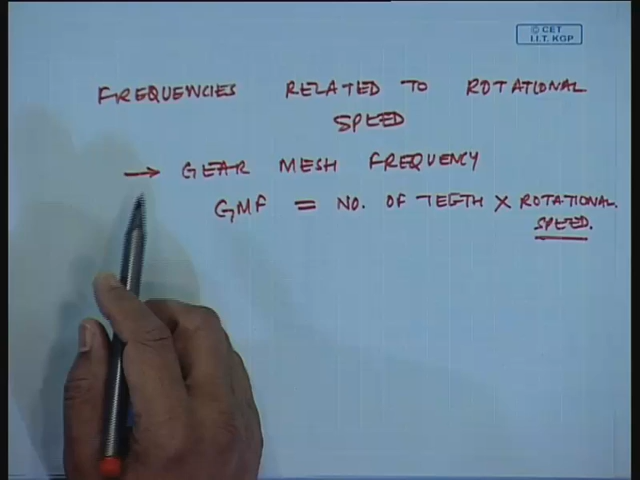 © CET
I.I.T. KGP
FREQUENCIES RELATED TO ROTATIONAL
SPEED
→ GEAR MESH FREQUENCY
GMF = NO. OF TEETH X ROTATIONAL
SPEED.